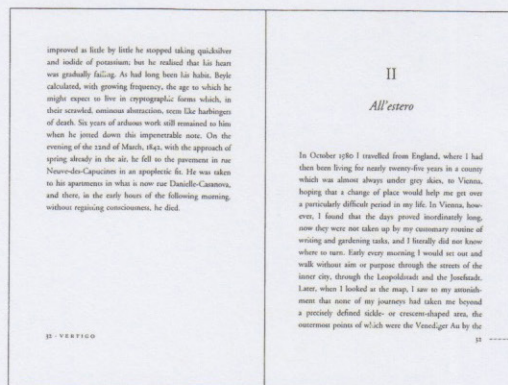 improved as little by little he stopped taking quicksilver
and iodide of potassium; but he realized that his heart
was gradually failing. As had long been his habit, Beyle
calculated, with growing frequency, the age to which he
might expect to live in cryptographic forms which, in
their scrawled, ominous abstraction, seem like harbingers
of death. Six years of arduous work still remained to him
when he jotted down this impenetrable note. On the
evening of the 22nd of March, 1842, with the approach of
spring already in the air, he fell to the pavement in rue
Neuve-des-Capucines in an apoplectic fit. He was taken
to his apartments in what is now rue Danielle-Casanova,
and there, in the early hours of the following morning,
without regaining consciousness, he died.
32 · VERTIGO
II
All'estero
In October 1980 I travelled from England, where I had
then been living for nearly twenty-five years in a county
which was almost always under grey skies, to Vienna,
hoping that a change of place would help me get over
a particularly difficult period in my life. In Vienna, how-
ever, I found that the days proved inordinately long,
now they were not taken up by my customary routine of
writing and gardening tasks, and I literally did not know
where to turn. Early every morning I would set out and
walk without aim or purpose through the streets of the
inner city, through the Leopoldstadt and the Josefstadt.
Later, when I looked at the map, I saw to my astonish-
ment that none of my journeys had taken me beyond
a precisely defined sickle- or crescent-shaped area, the
outermost points of which were the Venediger Au by the
32